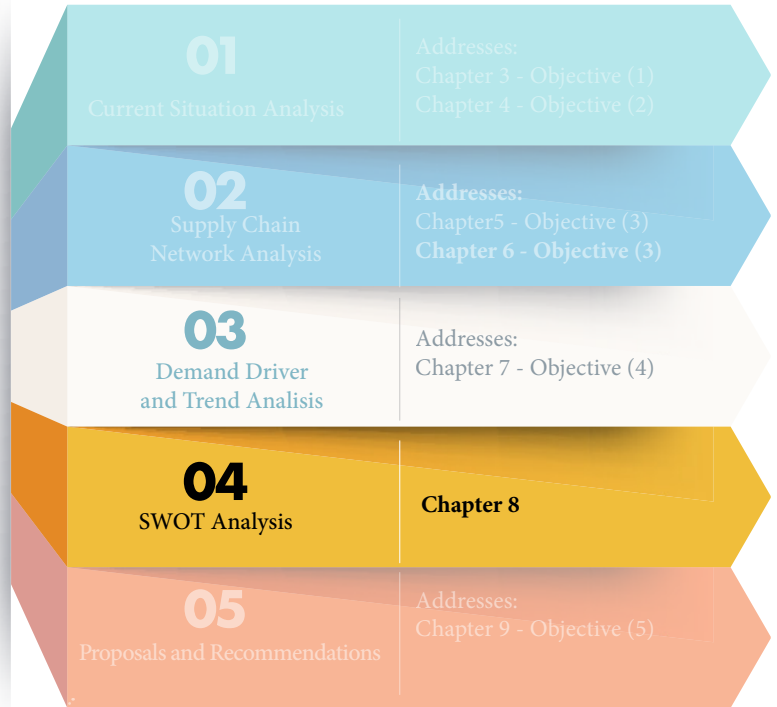 01
Current Situation Analysis
Addresses:
Chapter 3 - Objective (1)
Chapter 4 - Objective (2)
02
Supply Chain
Network Analysis
Addresses:
Chapter5 - Objective (3)
Chapter 6 - Objective (3)
03
Demand Driver
and Trend Analisis
Addresses:
Chapter 7 - Objective (4)
04
SWOT Analysis
Chapter 8
05
Proposals and Recommendations
Addresses:
Chapter 9 - Objective (5)